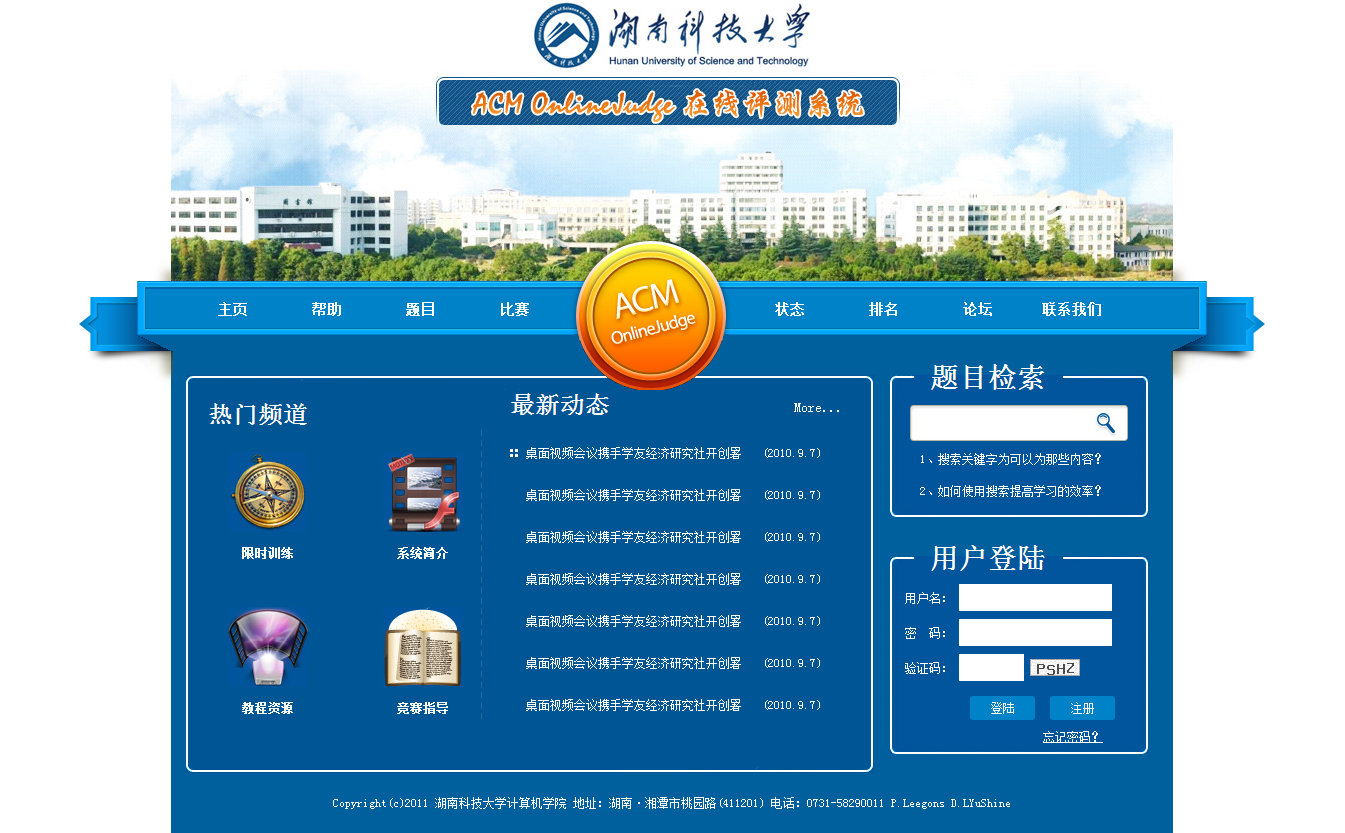 湖南科技大学
Hunan University of Science and Technology
ACM OnlineJudge 在线评测系统
图書館
主页 帮助 题目 比赛 ACM OnlineJudge 状态 排名 论坛 联系我们
热门频道
限时训练
系统简介
教程资源
竞赛指导
最新动态 More...
桌面视频会议携手学友经济研究社开创署 (2010.9.7)
桌面视频会议携手学友经济研究社开创署 (2010.9.7)
桌面视频会议携手学友经济研究社开创署 (2010.9.7)
桌面视频会议携手学友经济研究社开创署 (2010.9.7)
桌面视频会议携手学友经济研究社开创署 (2010.9.7)
桌面视频会议携手学友经济研究社开创署 (2010.9.7)
桌面视频会议携手学友经济研究社开创署 (2010.9.7)
题目检索
1、搜索关键字为可以为那些内容？
2、如何使用搜索提高学习的效率？
用户登陆
用户名：
密 码：
验证码： PSHZ
登陆 注册
忘记密码？
Copyright(c)2011 湖南科技大学计算机学院 地址：湖南·湘潭市桃园路(411201) 电话：0731-58290011 P.Leegons D.LYuShine